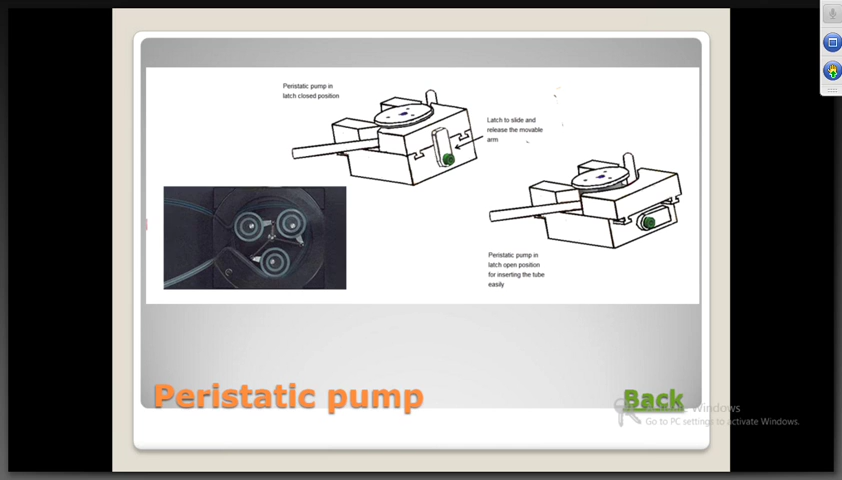 Peristatic pump in
latch closed position
Latch to slide and
release the movable
arm
Peristatic pump in
latch open position
for inserting the tube
easily
Peristatic pump
Back
Windows
Go to PC settings to activate Windows.